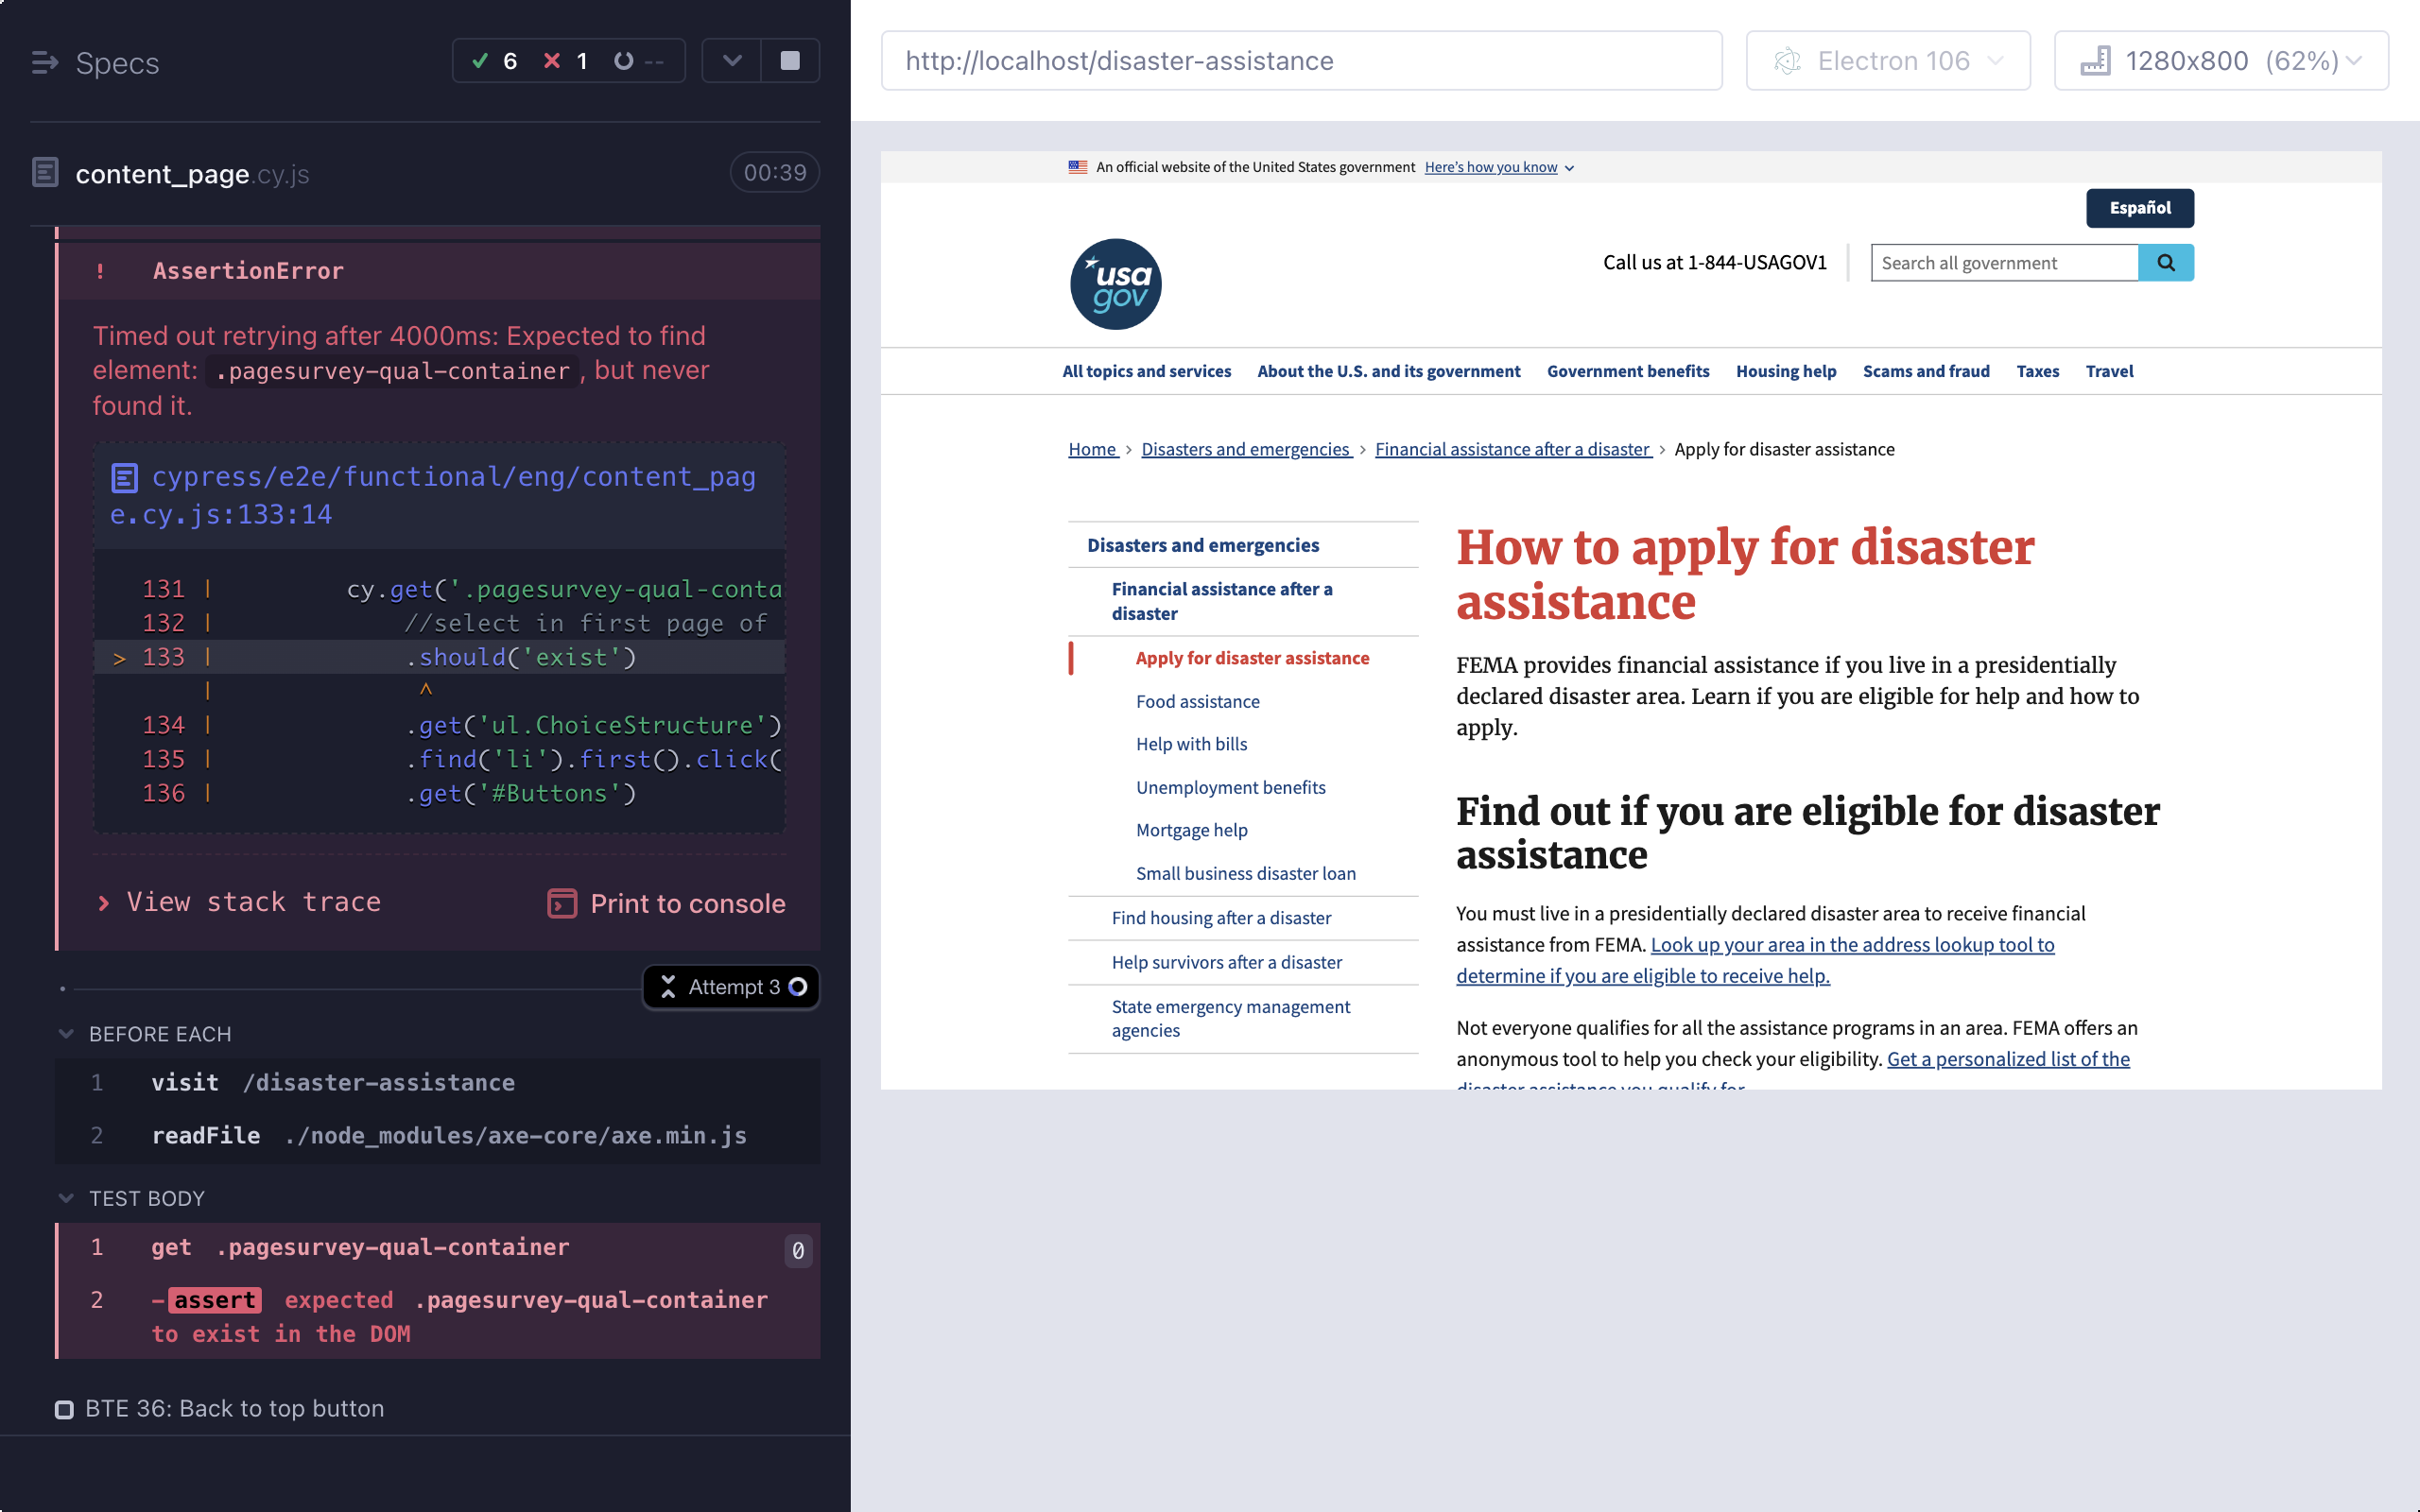 Specs
6 1 --
content_page.cy.js
00:39
! AssertionError
Timed out retrying after 4000ms: Expected to find
element: .pagesurvey-qual-container, but never
found it.
cypress/e2e/functional/eng/content_pag
e.cy.js:133:14
131 | cy.get('.pagesurvey-qual-conta
132 | //select in first page of
> 133 | .should('exist')
| ^
134 | .get('ul.ChoiceStructure')
135 | .find('li').first().click(
136 | .get('#Buttons')
View stack trace
Print to console
Attempt 3
BEFORE EACH
1 visit /disaster-assistance
2 readFile ./node_modules/axe-core/axe.min.js
TEST BODY
1 get .pagesurvey-qual-container 0
2 -assert expected .pagesurvey-qual-container
to exist in the DOM
BTE 36: Back to top button
http://localhost/disaster-assistance
Electron 106
1280x800 (62%)
An official website of the United States government Here's how you know
Español
usa
gov
Call us at 1-844-USAGOV1
Search all government
All topics and services About the U.S. and its government Government benefits Housing help Scams and fraud Taxes Travel
Home > Disasters and emergencies > Financial assistance after a disaster > Apply for disaster assistance
Disasters and emergencies
Financial assistance after a
disaster
Apply for disaster assistance
Food assistance
Help with bills
Unemployment benefits
Mortgage help
Small business disaster loan
Find housing after a disaster
Help survivors after a disaster
State emergency management
agencies
How to apply for disaster
assistance
FEMA provides financial assistance if you live in a presidentially
declared disaster area. Learn if you are eligible for help and how to
apply.
Find out if you are eligible for disaster
assistance
You must live in a presidentially declared disaster area to receive financial
assistance from FEMA. Look up your area in the address lookup tool to
determine if you are eligible to receive help.
Not everyone qualifies for all the assistance programs in an area. FEMA offers an
anonymous tool to help you check your eligibility. Get a personalized list of the
disaster assistance you qualify for